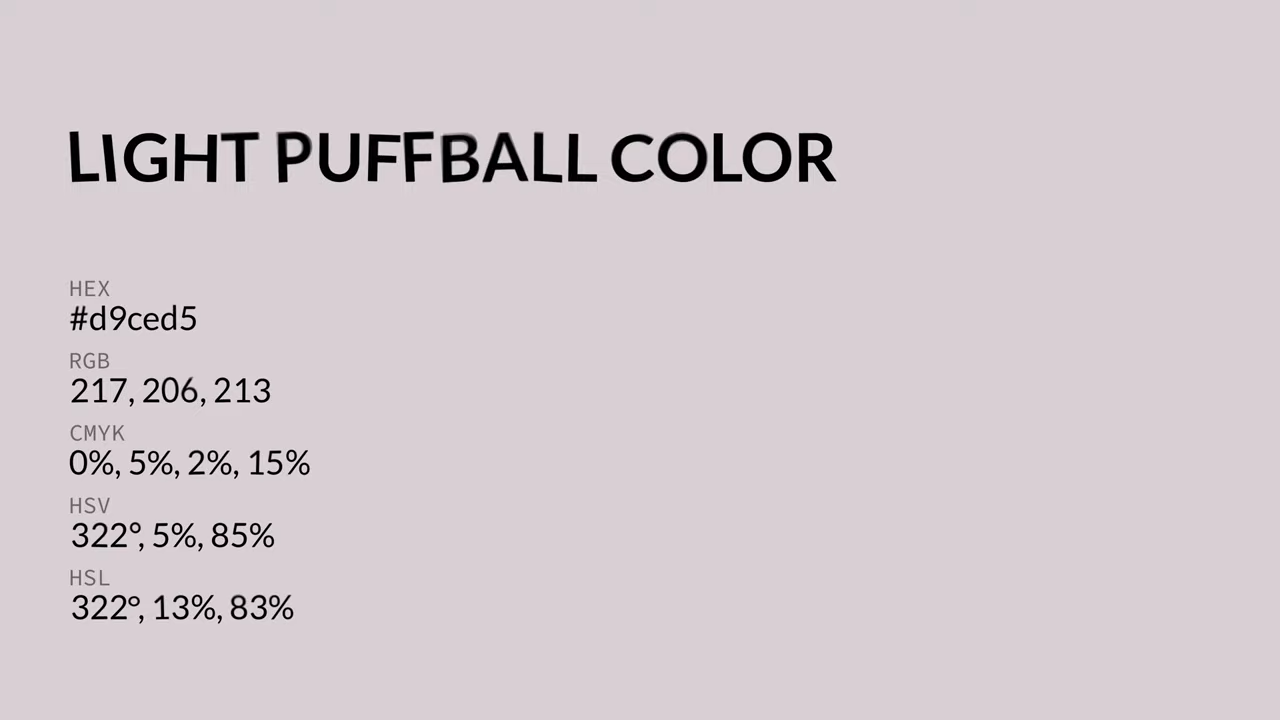 LIGHT PUFFBALL COLOR
HEX
#d9ced5
RGB
217, 206, 213
CMYK
0%, 5%, 2%, 15%
HSV
322°, 5%, 85%
HSL
322°, 13%, 83%